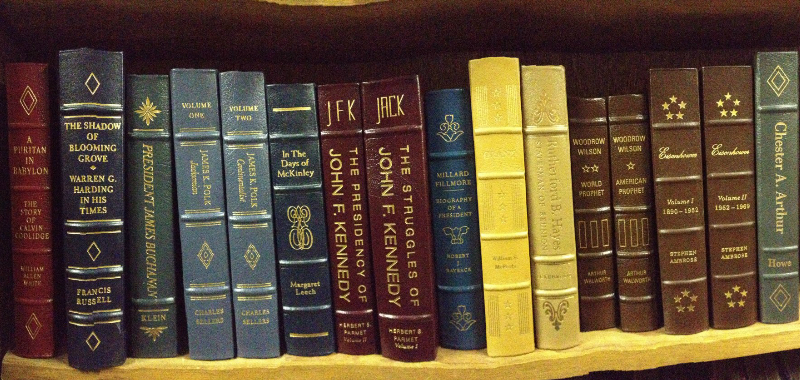 A
PURITAN
IN
BABYLON
THE
STORY
OF
CALVIN
COOLIDGE
WILLIAM
ALLEN
WHITE
THE SHADOW
OF
BLOOMING
GROVE
WARREN G.
HARDING
IN HIS
TIMES
FRANCIS
RUSSELL
PRESIDENT JAMES BUCHANAN
KLEIN
VOLUME
ONE
JAMES K. POLK
CHARLES
SELLERS
VOLUME
TWO
JAMES K. POLK
Continentalist
CHARLES
SELLERS
In The
Days of
McKinley
Margaret
Leech
JFK
THE PRESIDENCY OF
JOHN F. KENNEDY
HERBERT S.
PARMET
Volume II
JACK
THE STRUGGLES OF
JOHN F. KENNEDY
HERBERT S.
PARMET
Volume I
MILLARD
FILLMORE
BIOGRAPHY
OF A
PRESIDENT
ROBERT
RAYBACK
Rutherford B. Hayes
WOODROW
WILSON
WORLD
PROPHET
ARTHUR
WALWORTH
WOODROW
WILSON
AMERICAN
PROPHET
ARTHUR
WALWORTH
Eisenhower
Volume I
1890-1952
STEPHEN
AMBROSE
Eisenhower
Volume II
1952-1969
STEPHEN
AMBROSE
Chester A. Arthur
Howe